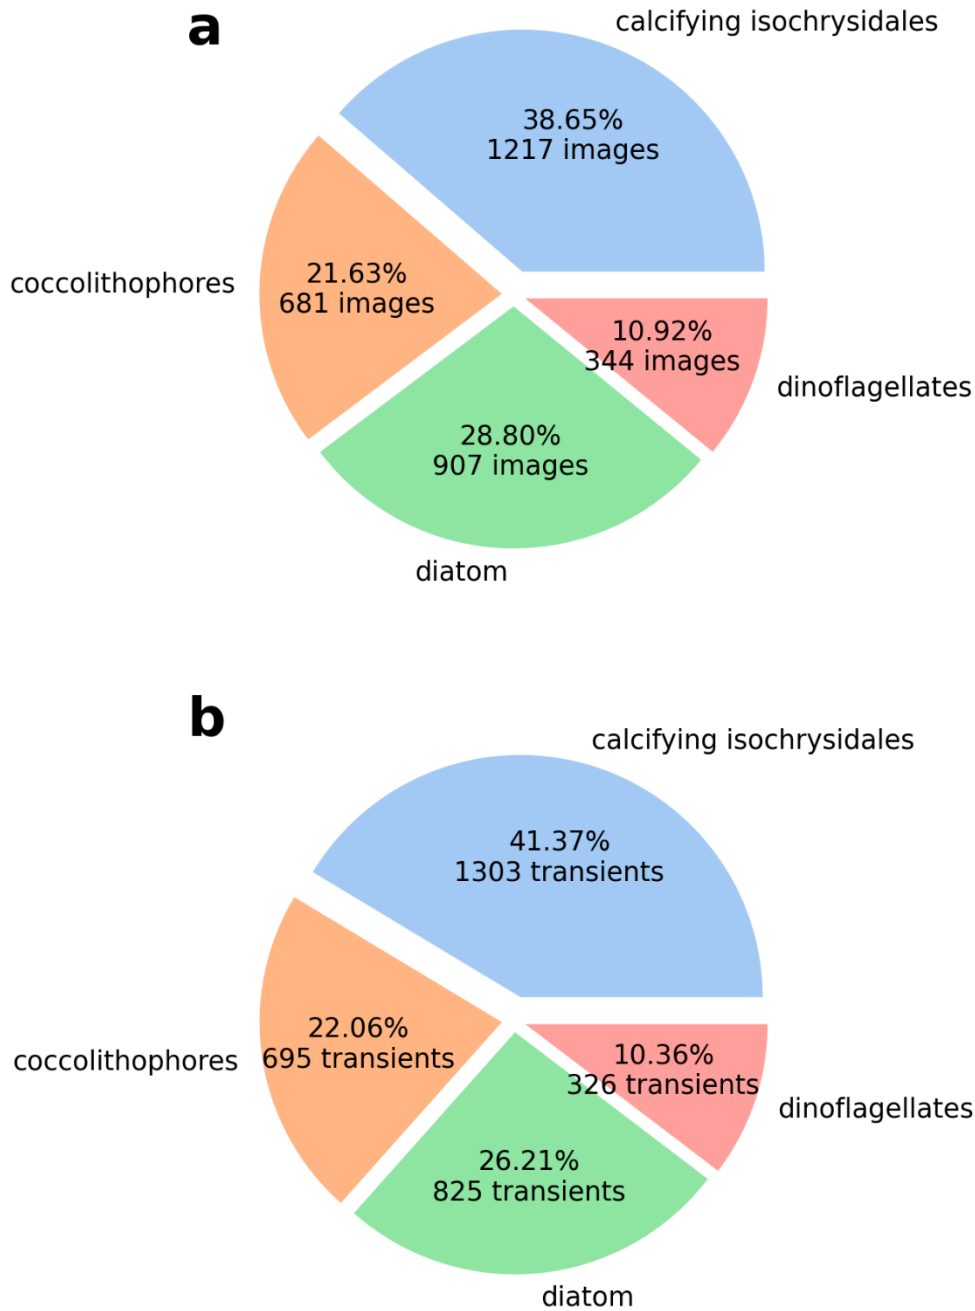 a
calcifying isochrysidales
38.65%
1217 images
coccolithophores
21.63%
681 images
10.92%
344 images
dinoflagellates
28.80%
907 images
diatom
b
calcifying isochrysidales
41.37%
1303 transients
coccolithophores
22.06%
695 transients
10.36%
326 transients
dinoflagellates
26.21%
825 transients
diatom